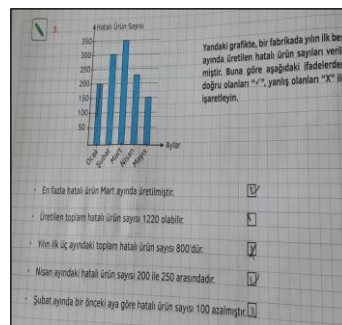 3.
Hatalı Ürün Sayısı
350
300
250
200
150
100
50
Ocak
Şubat
Mart
Nisan
Mayıs
Aylar
Yandaki grafikte, bir fabrikada yılın ilk beş
ayında üretilen hatalı ürün sayıları veril
miştir. Buna göre aşağıdaki ifadelerden
doğru olanları "✓", yanlış olanları "X" il
işaretleyin.
En fazla hatalı ürün Mart ayında üretilmiştir.
Üretilen toplam hatalı ürün sayısı 1220 olabilir.
Yılın ilk üç ayındaki toplam hatalı ürün sayısı 800'dür.
Nisan ayındaki hatalı ürün sayısı 200 ile 250 arasındadır.
Şubat ayında bir önceki aya göre hatalı ürün sayısı 100 azalmıştır.